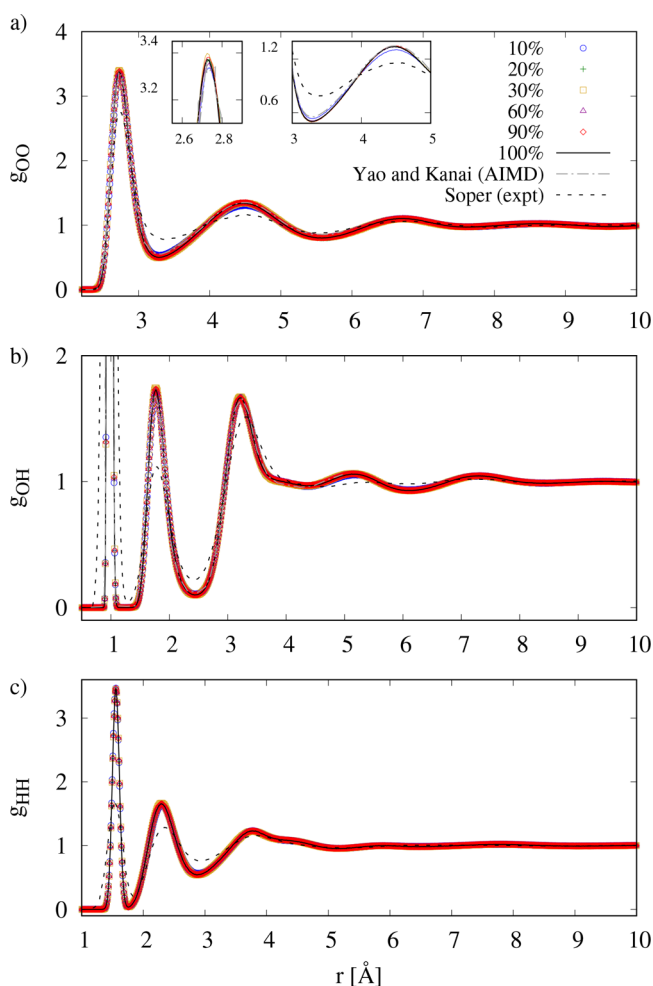 a)
4
3
2
1
0
g_OO
3.4
3.2
2.6
2.8
1.2
0.6
3
4
5
10%
20%
30%
60%
90%
100%
Yao and Kanai (AIMD)
Soper (expt)
3 4 5 6 7 8 9 10
b)
2
1
0
g_OH
1 2 3 4 5 6 7 8 9 10
c)
3
2
1
0
g_HH
1 2 3 4 5 6 7 8 9 10
r [Å]